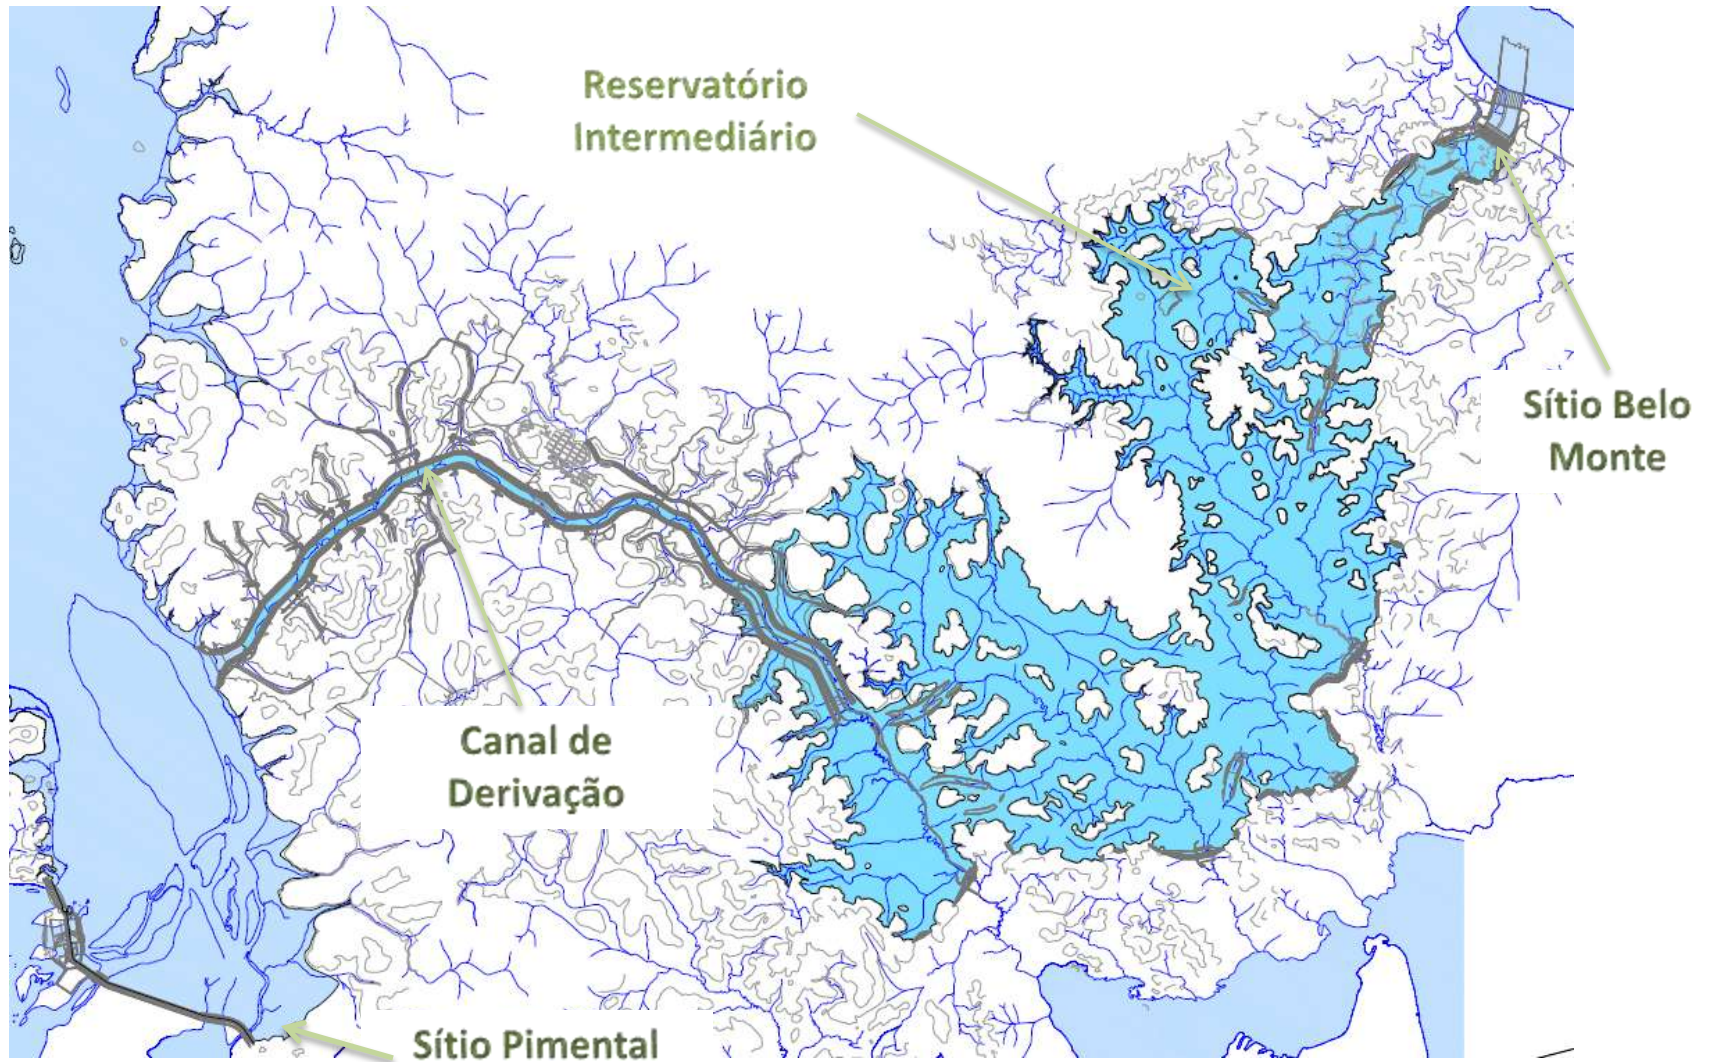 Reservatório
Intermediário
Sítio Belo
Monte
Canal de
Derivação
Sítio Pimental